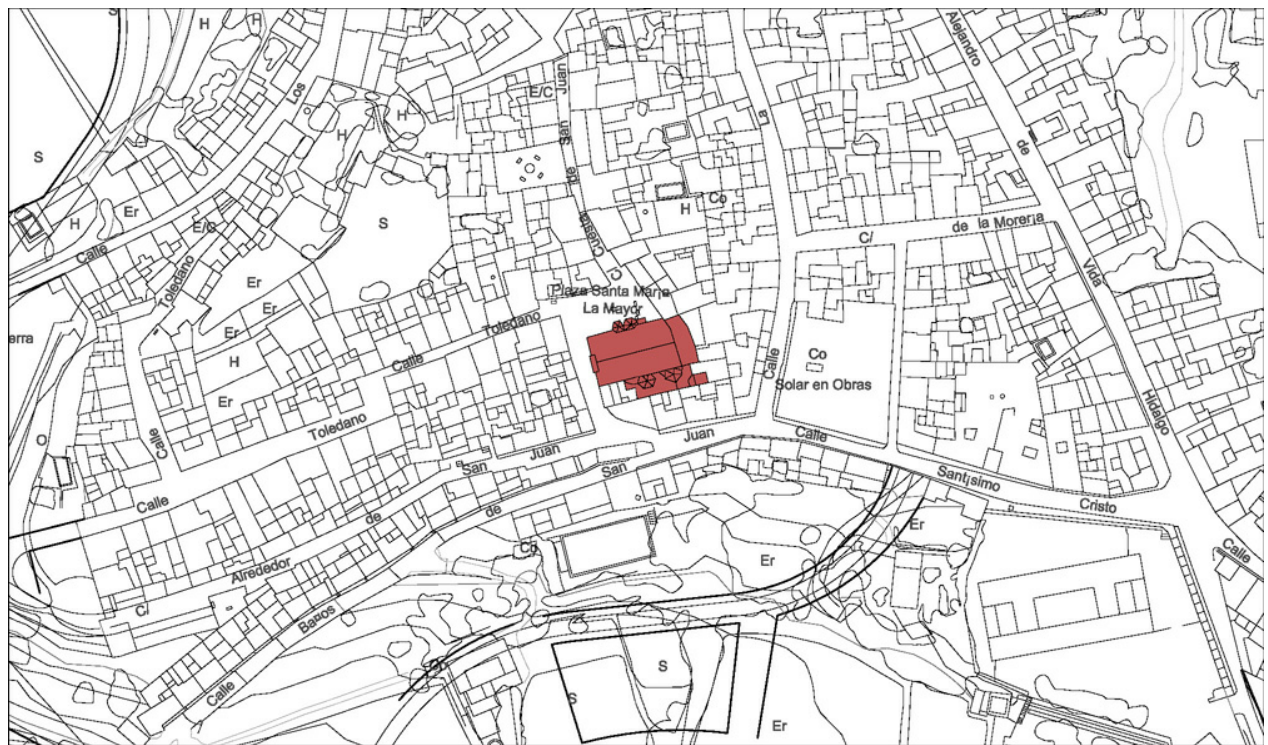 S
H
H
Los
E/C
San Juan
de
Cuesta
C/
La
Alejandro
de
Vida
Hidalgo
H
H
S
H
Er
E/C
S
H
Co
C/ de la Morería
Calle
Toledano
Er
Er
Er
H
Er
Plaza Santa María
La Mayor
Calle Toledano
erra
Calle
Co
Solar en Obras
O
Calle
Calle Toledano
San Juan
San Juan
Calle
Santísimo
Cristo
C/ Alrededor de
Calle Baños de
Co
Er
Er
Calle
Co
S
S
Er